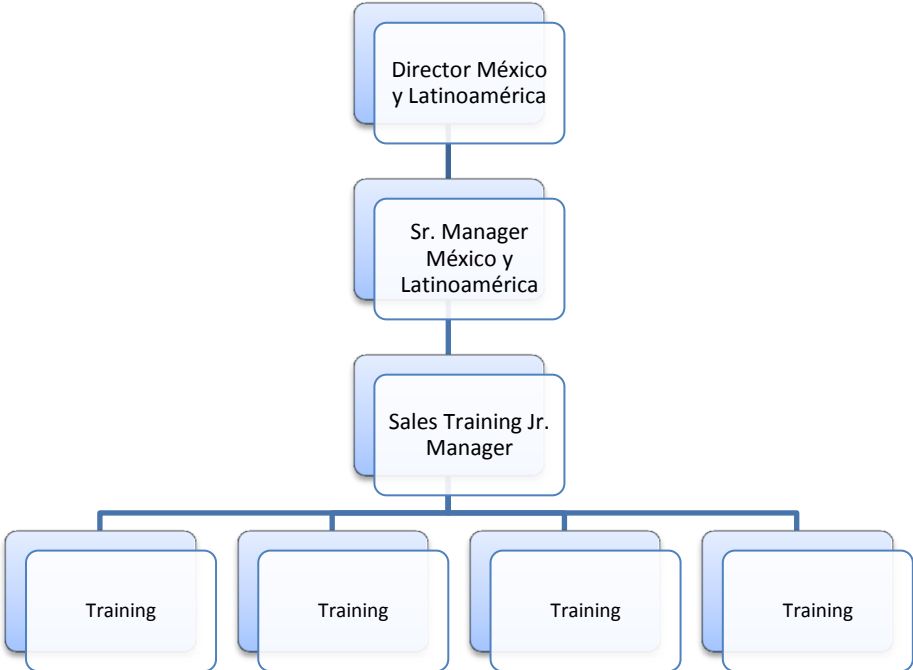 Director México
y Latinoamérica
Sr. Manager
México y
Latinoamérica
Sales Training Jr.
Manager
Training
Training
Training
Training